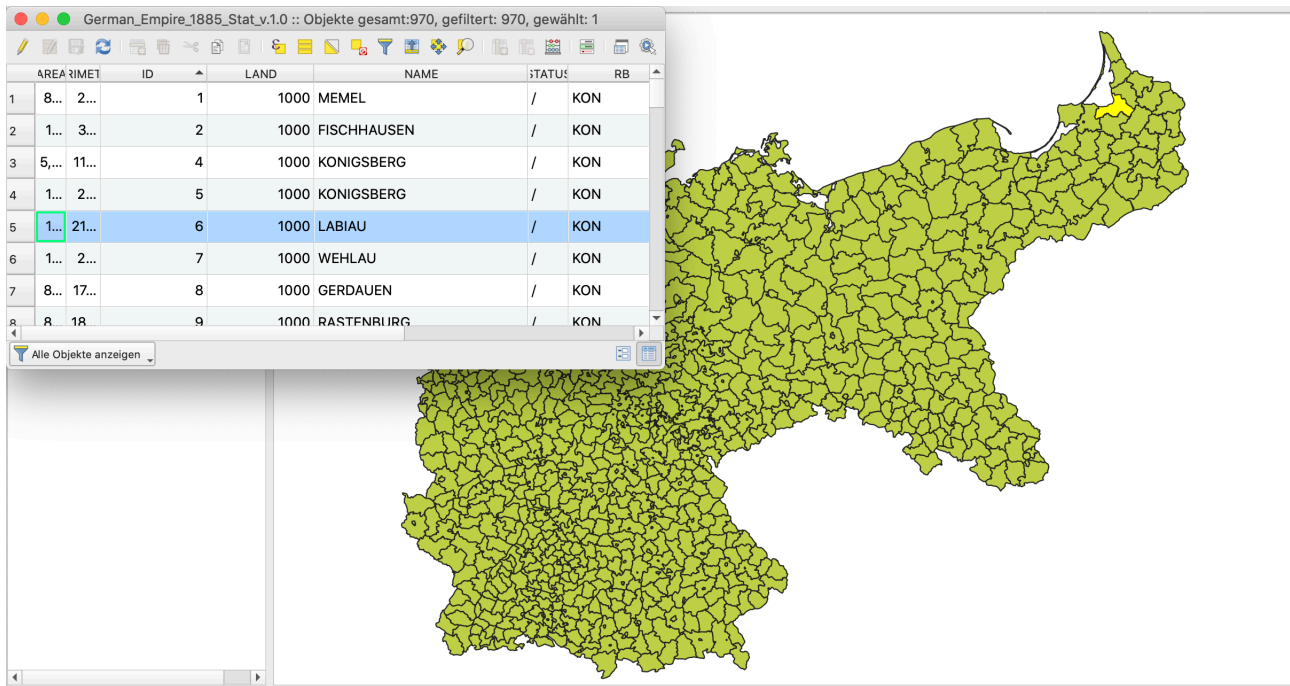 German_Empire_1885_Stat_v.1.0 :: Objekte gesamt:970, gefiltert: 970, gewählt: 1
AREA RIMET ID LAND NAME STATUS RB
1 8... 2... 1 1000 MEMEL / KON
2 1... 3... 2 1000 FISCHHAUSEN / KON
3 5,... 11... 4 1000 KONIGSBERG / KON
4 1... 2... 5 1000 KONIGSBERG / KON
5 1... 21... 6 1000 LABIAU / KON
6 1... 2... 7 1000 WEHLAU / KON
7 8... 17... 8 1000 GERDAUEN / KON
8 8... 18... 9 1000 RASTENBURG / KON
Alle Objekte anzeigen